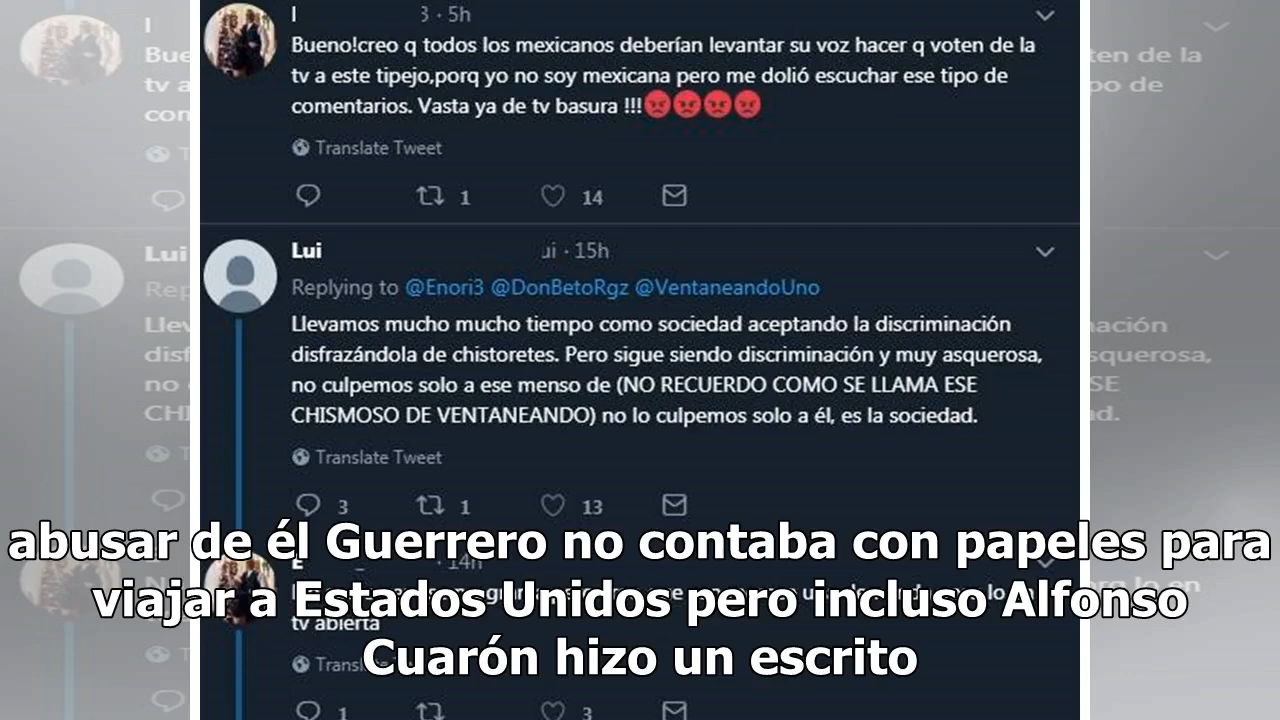 3 · 5h
Bueno!creo q todos los mexicanos deberían levantar su voz hacer q voten de la
tv a este tipejo,porq yo no soy mexicana pero me dolió escuchar ese tipo de
comentarios. Vasta ya de tv basura !!!😡😡😡😡
Translate Tweet
1 14
Lui ui · 15h
Replying to @Enori3 @DonBetoRgz @VentaneandoUno
Llevamos mucho mucho tiempo como sociedad aceptando la discriminación
disfrazándola de chistoretes. Pero sigue siendo discriminación y muy asquerosa,
no culpemos solo a ese menso de (NO RECUERDO COMO SE LLAMA ESE
CHISMOSO DE VENTANEANDO) no lo culpemos solo a él, es la sociedad.
Translate Tweet
3 1 13
abusar de él Guerrero no contaba con papeles para
· 14h
viajar a Estados Unidos pero incluso Alfonso
tv abierta
Cuarón hizo un escrito
1 3